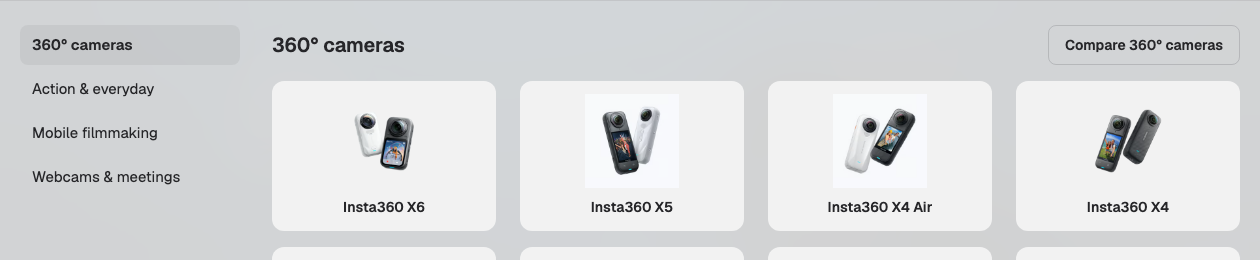 360° cameras
Action & everyday
Mobile filmmaking
Webcams & meetings
360° cameras
Compare 360° cameras
Insta360 X6
Insta360 X5
Insta360 X4 Air
Insta360 X4